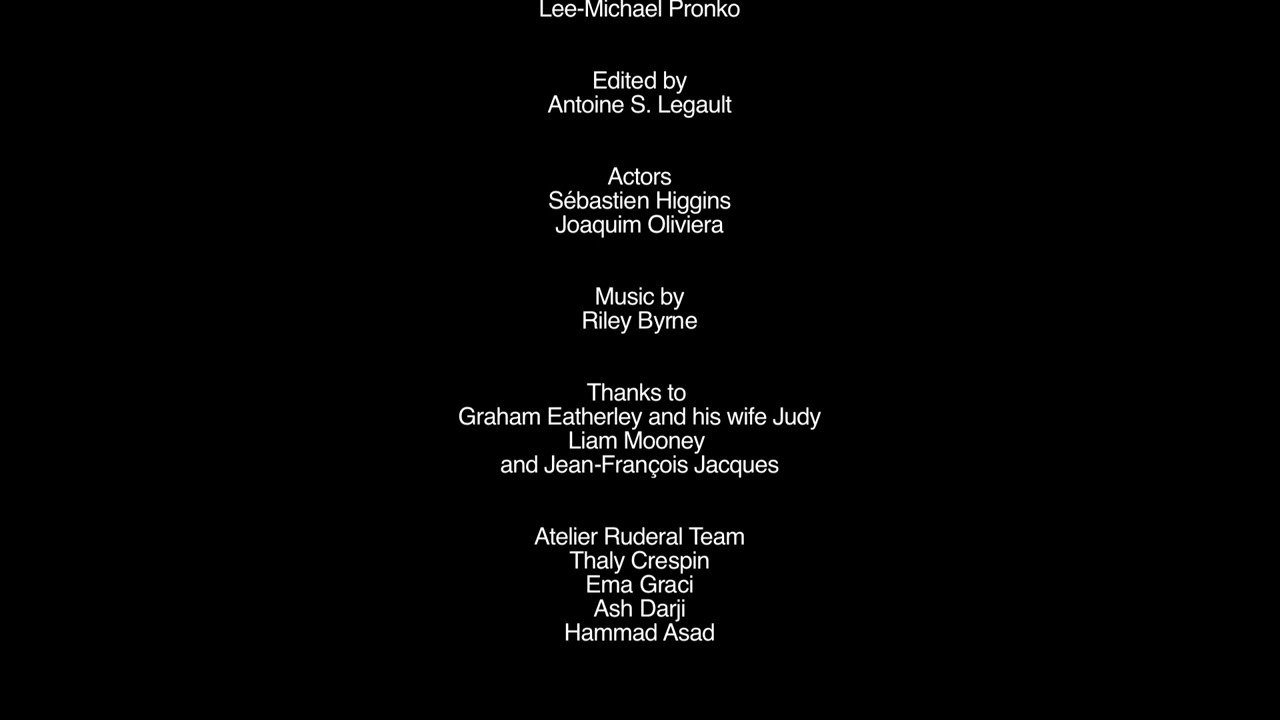 Lee-Michael Pronko
Edited by
Antoine S. Legault
Actors
Sébastien Higgins
Joaquim Oliviera
Music by
Riley Byrne
Thanks to
Graham Eatherley and his wife Judy
Liam Mooney
and Jean-François Jacques
Atelier Ruderal Team
Thaly Crespin
Ema Graci
Ash Darji
Hammad Asad